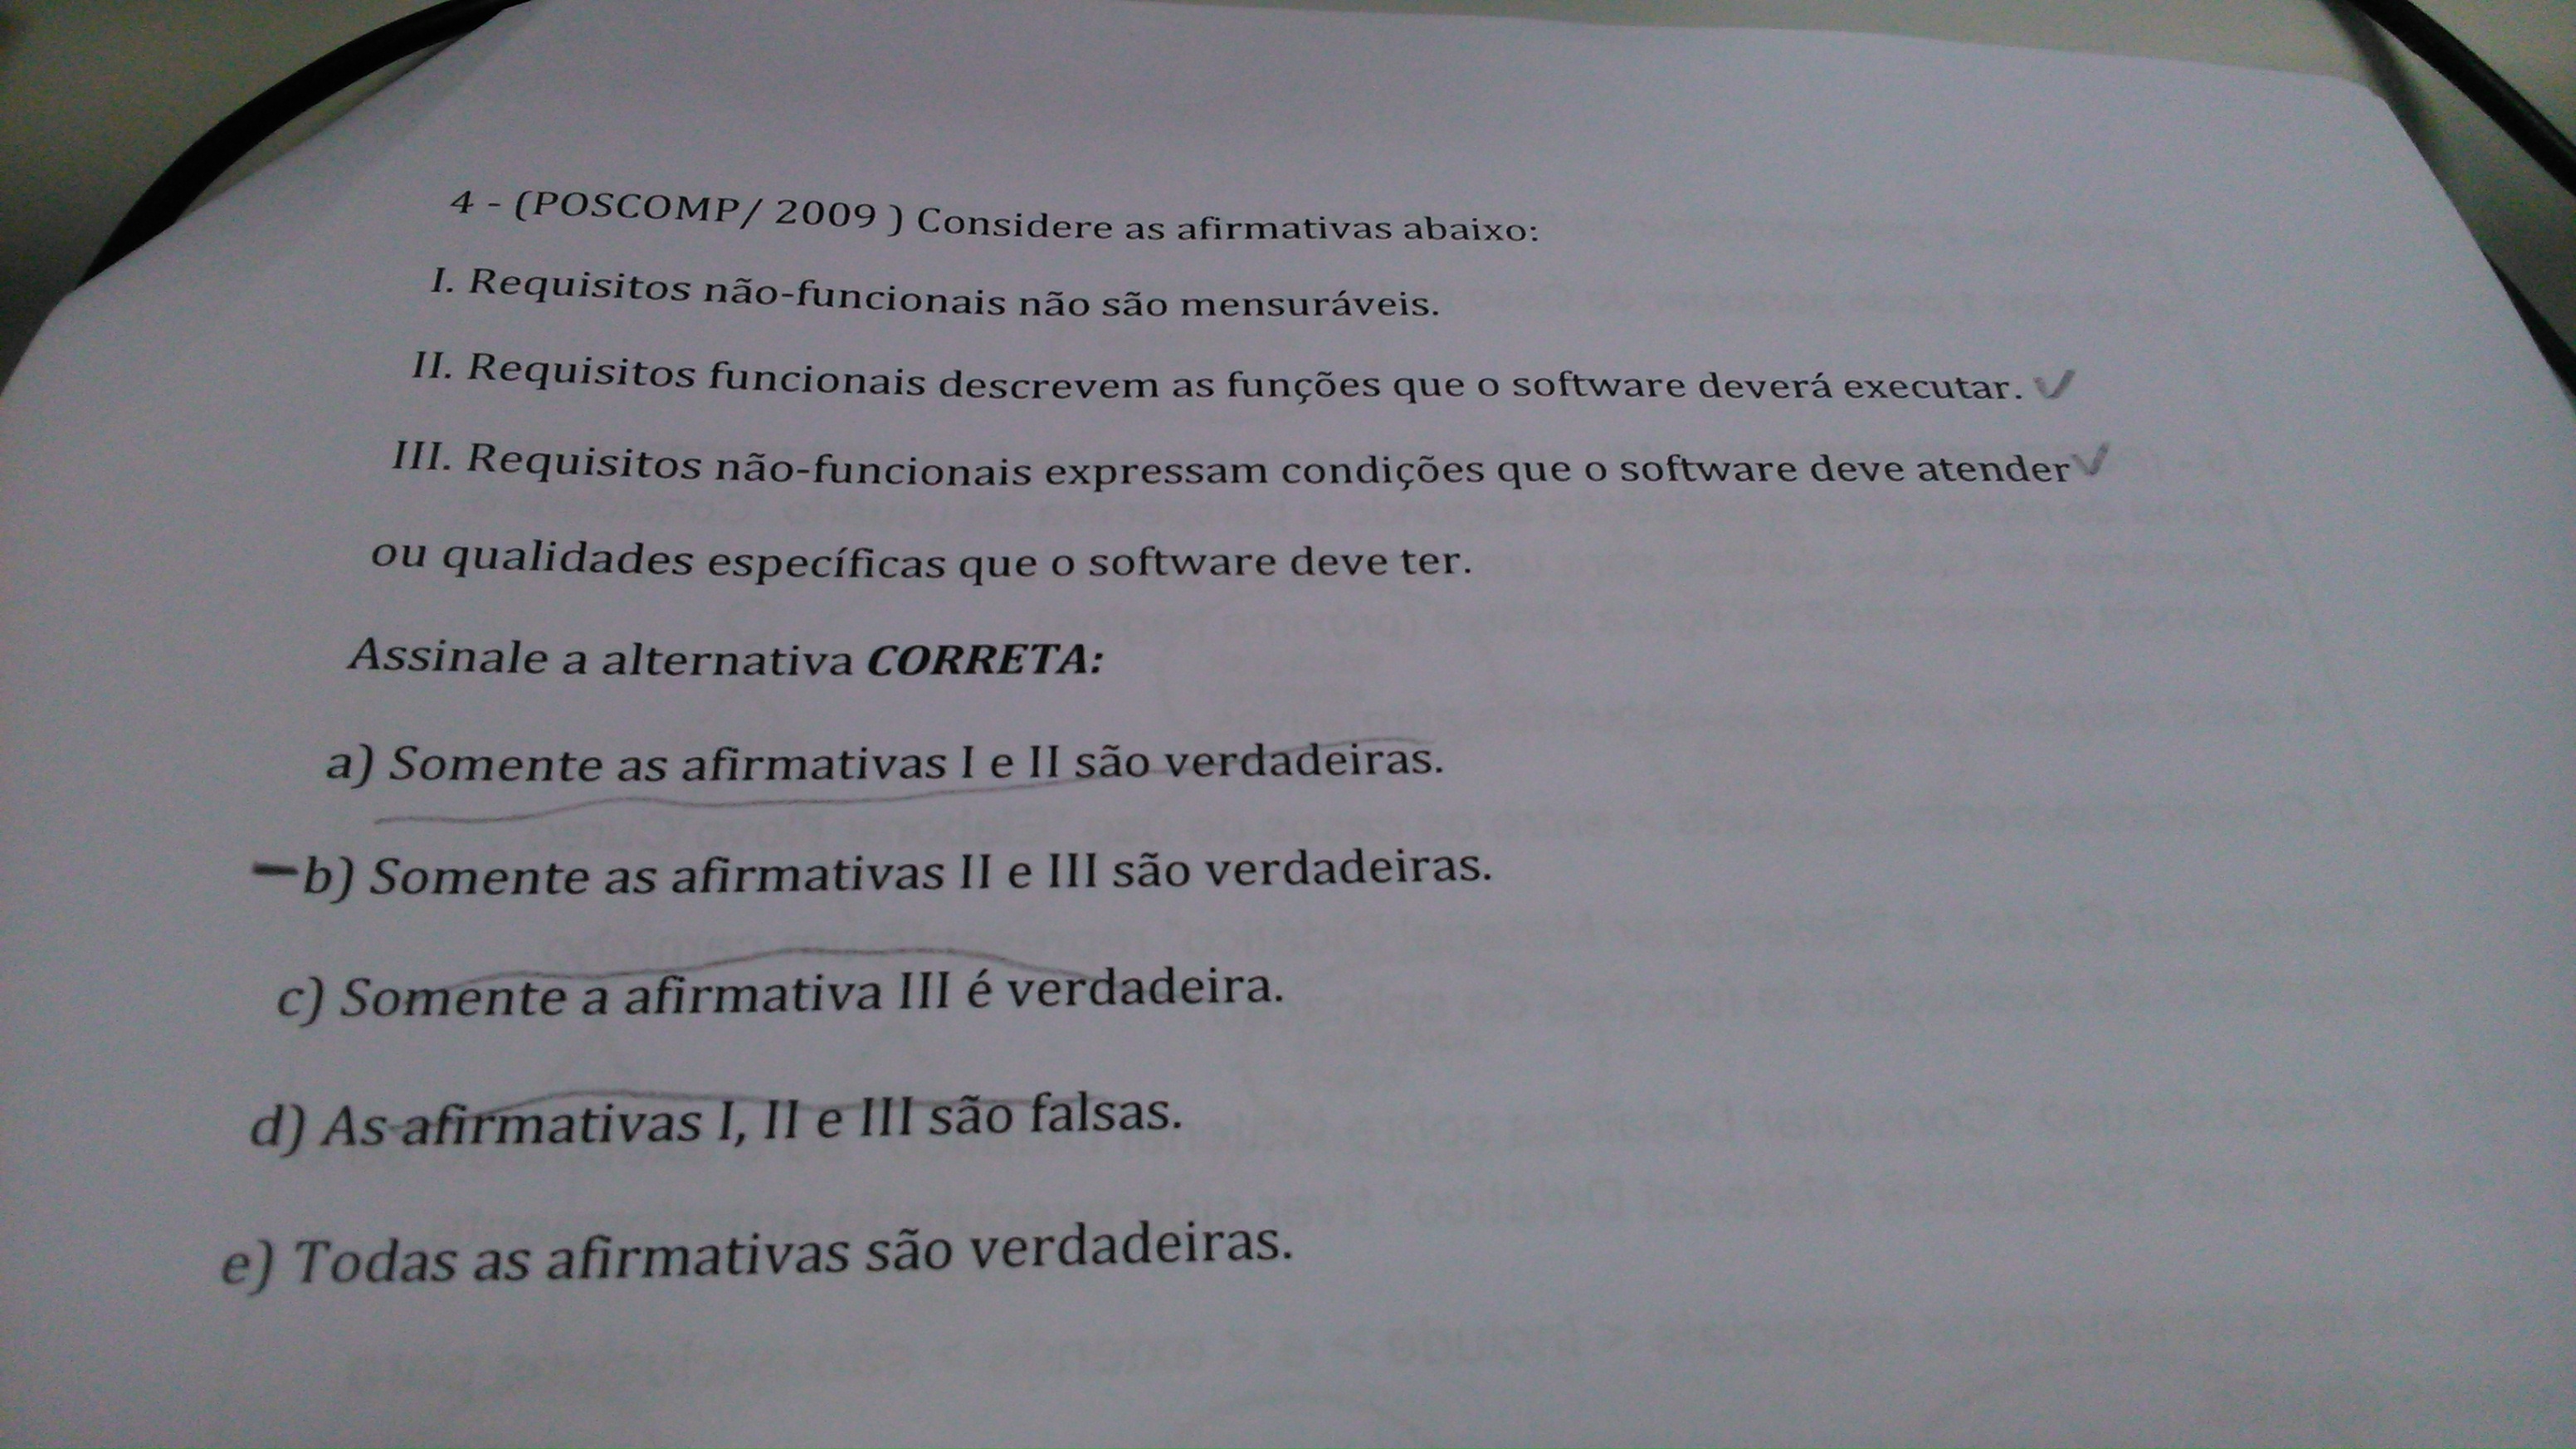 4 - (POSCOMP/ 2009 ) Considere as afirmativas abaixo:
I. Requisitos não-funcionais não são mensuráveis.
II. Requisitos funcionais descrevem as funções que o software deverá executar.
III. Requisitos não-funcionais expressam condições que o software deve atender
ou qualidades específicas que o software deve ter.
Assinale a alternativa CORRETA:
a) Somente as afirmativas I e II são verdadeiras.
b) Somente as afirmativas II e III são verdadeiras.
c) Somente a afirmativa III é verdadeira.
d) As afirmativas I, II e III são falsas.
e) Todas as afirmativas são verdadeiras.